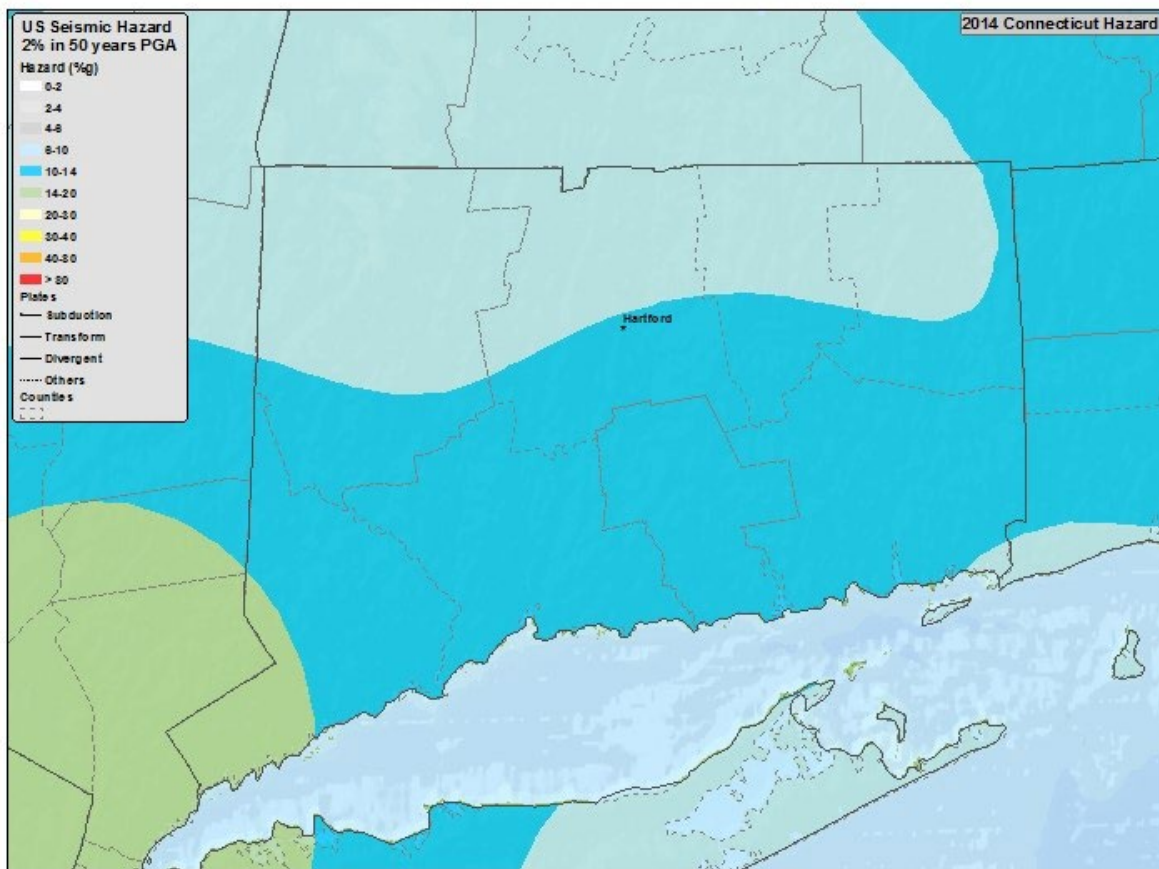 US Seismic Hazard
2% in 50 years PGA
Hazard (%g)
0-2
2-4
4-6
6-10
10-14
14-20
20-30
30-40
40-80
> 80
Plates
Subduction
Transform
Divergent
Others
Counties
2014 Connecticut Hazard
Hartford